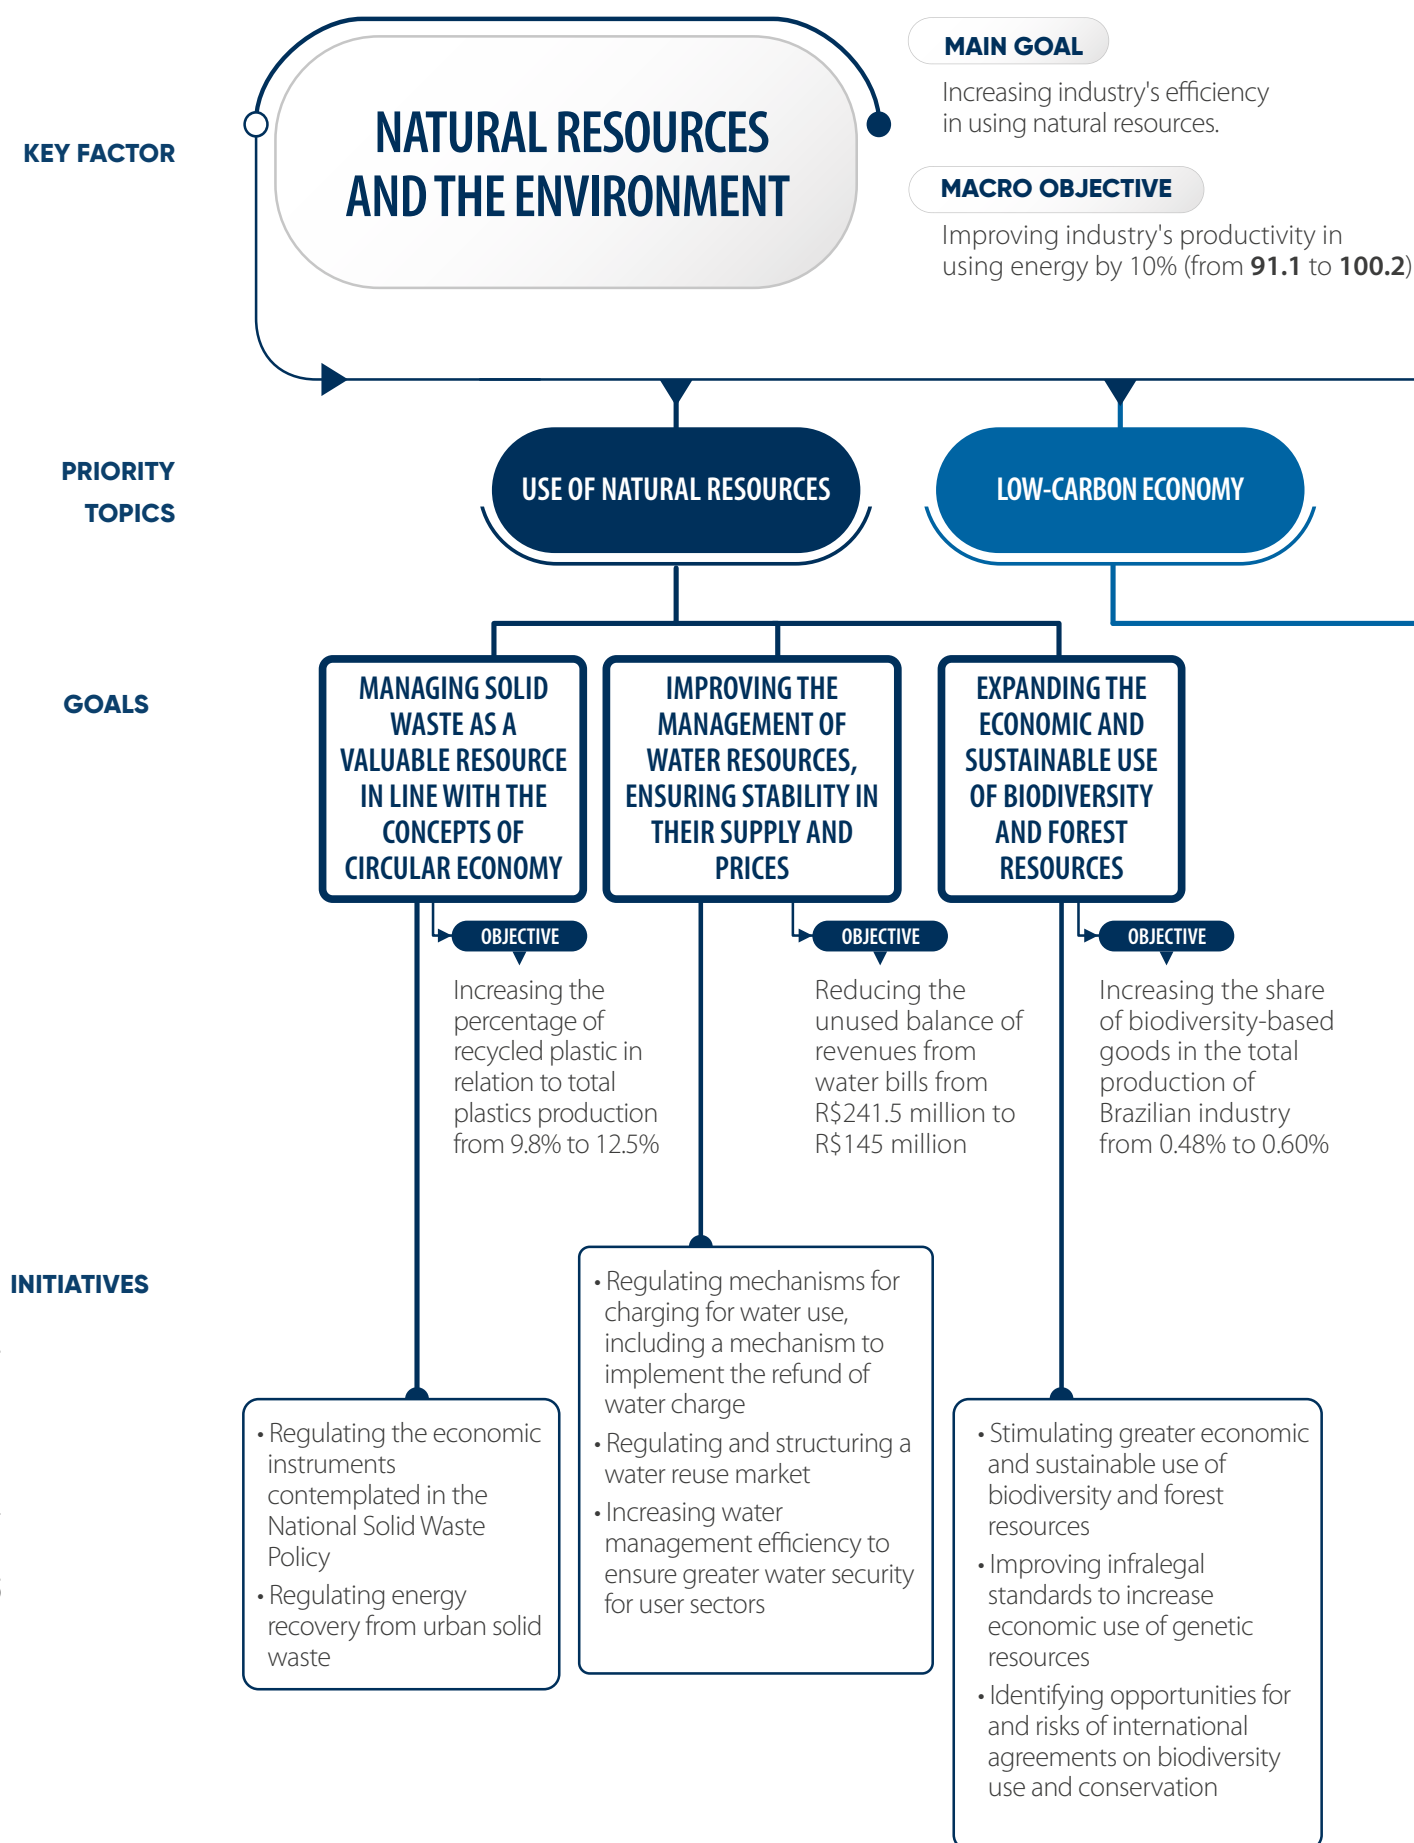 KEY FACTOR
NATURAL RESOURCES
AND THE ENVIRONMENT
MAIN GOAL
Increasing industry's efficiency
in using natural resources.
MACRO OBJECTIVE
Improving industry's productivity in
using energy by 10% (from 91.1 to 100.2)
PRIORITY
TOPICS
USE OF NATURAL RESOURCES
LOW-CARBON ECONOMY
GOALS
MANAGING SOLID
WASTE AS A
VALUABLE RESOURCE
IN LINE WITH THE
CONCEPTS OF
CIRCULAR ECONOMY
IMPROVING THE
MANAGEMENT OF
WATER RESOURCES,
ENSURING STABILITY IN
THEIR SUPPLY AND
PRICES
EXPANDING THE
ECONOMIC AND
SUSTAINABLE USE
OF BIODIVERSITY
AND FOREST
RESOURCES
OBJECTIVE
Increasing the
percentage of
recycled plastic in
relation to total
plastics production
from 9.8% to 12.5%
OBJECTIVE
Reducing the
unused balance of
revenues from
water bills from
R$241.5 million to
R$145 million
OBJECTIVE
Increasing the share
of biodiversity-based
goods in the total
production of
Brazilian industry
from 0.48% to 0.60%
INITIATIVES
• Regulating the economic
instruments
contemplated in the
National Solid Waste
Policy
• Regulating energy
recovery from urban solid
waste
• Regulating mechanisms for
charging for water use,
including a mechanism to
implement the refund of
water charge
• Regulating and structuring a
water reuse market
• Increasing water
management efficiency to
ensure greater water security
for user sectors
• Stimulating greater economic
and sustainable use of
biodiversity and forest
resources
• Improving infralegal
standards to increase
economic use of genetic
resources
• Identifying opportunities for
and risks of international
agreements on biodiversity
use and conservation